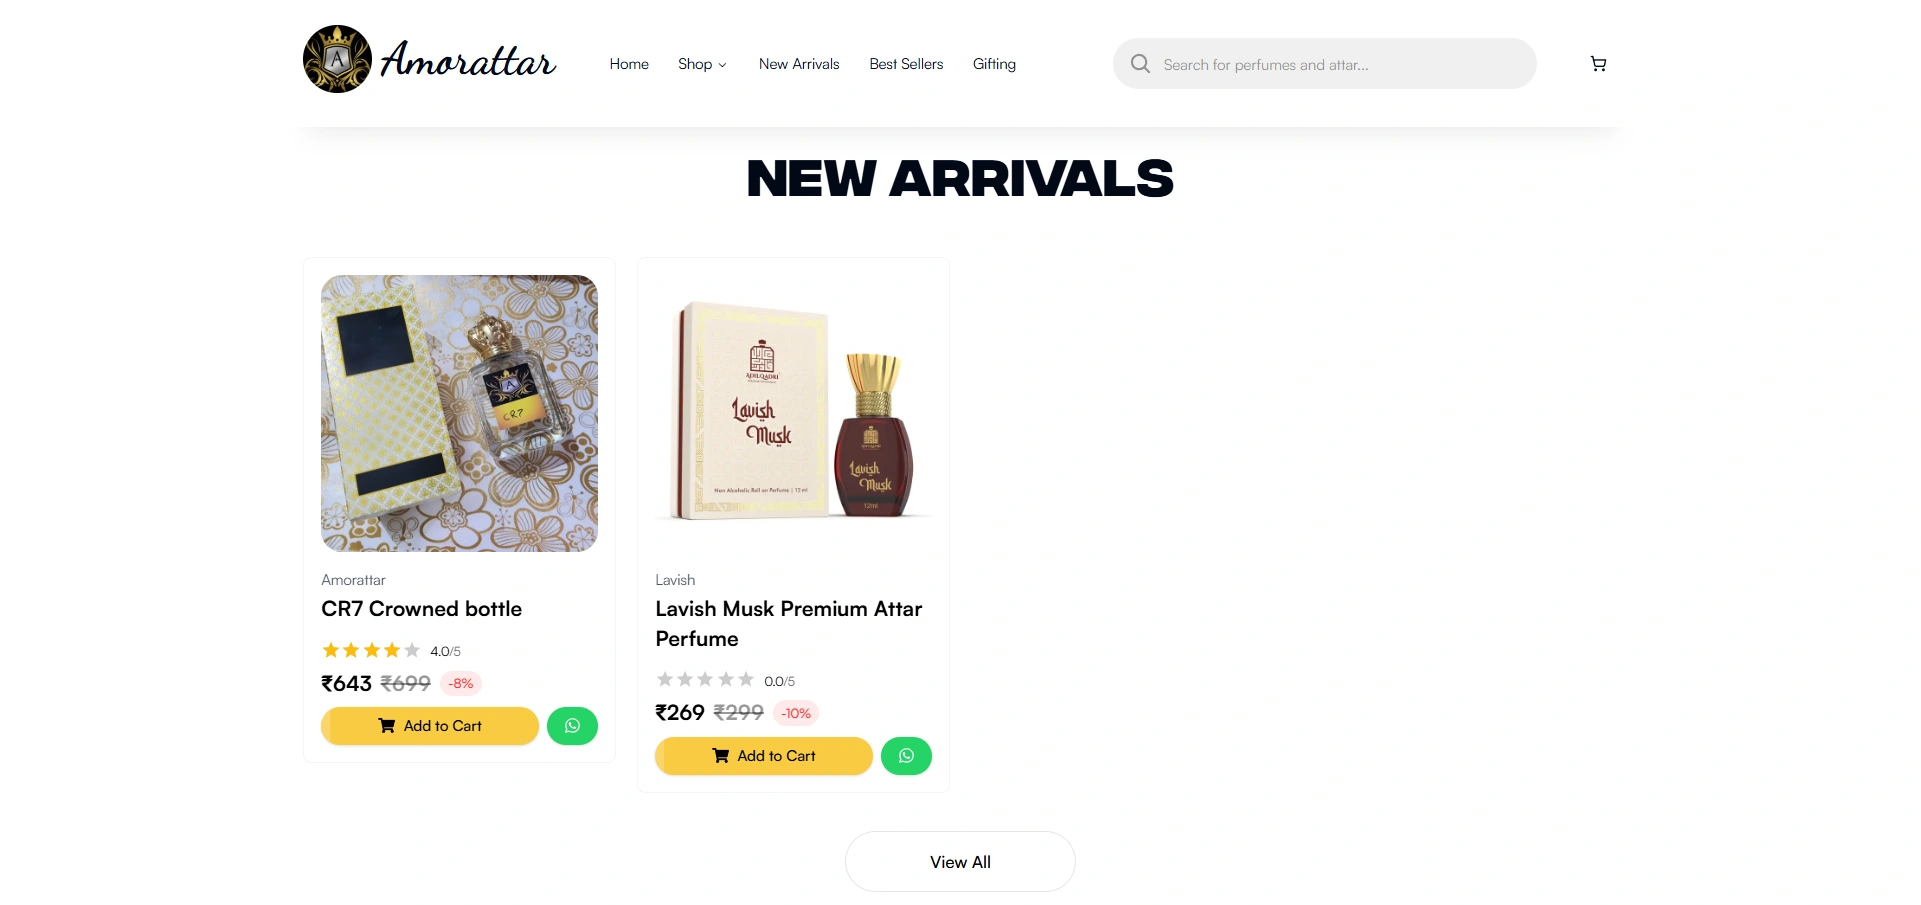 A Amorattar
Home Shop New Arrivals Best Sellers Gifting
Search for perfumes and attar...
NEW ARRIVALS
A
CR7
ADILQADRI
Lavish
Musk
Non Alcoholic Roll on Perfume | 12 ml
Lavish
Musk
12ml
Amorattar
CR7 Crowned bottle
4.0/5
₹643 ₹699 -8%
Add to Cart
Lavish
Lavish Musk Premium Attar
Perfume
0.0/5
₹269 ₹299 -10%
Add to Cart
View All